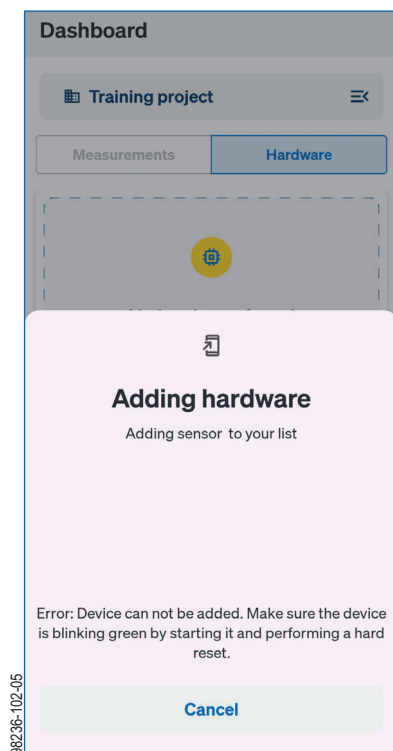 Dashboard
Training project
Measurements
Hardware
Adding hardware
Adding sensor to your list
Error: Device can not be added. Make sure the device
is blinking green by starting it and performing a hard
reset.
Cancel
98236-102-05